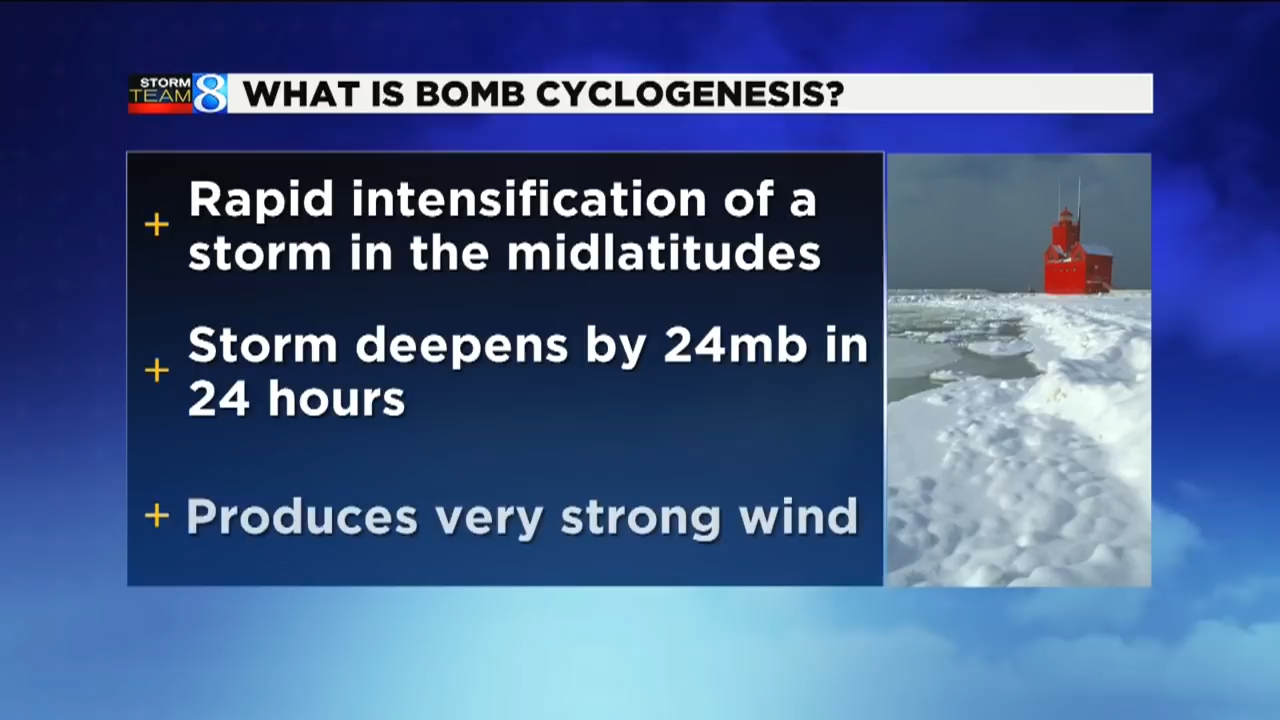 STORM
TEAM 8
WHAT IS BOMB CYCLOGENESIS?
+ Rapid intensification of a
storm in the midlatitudes
+ Storm deepens by 24mb in
24 hours
+ Produces very strong wind